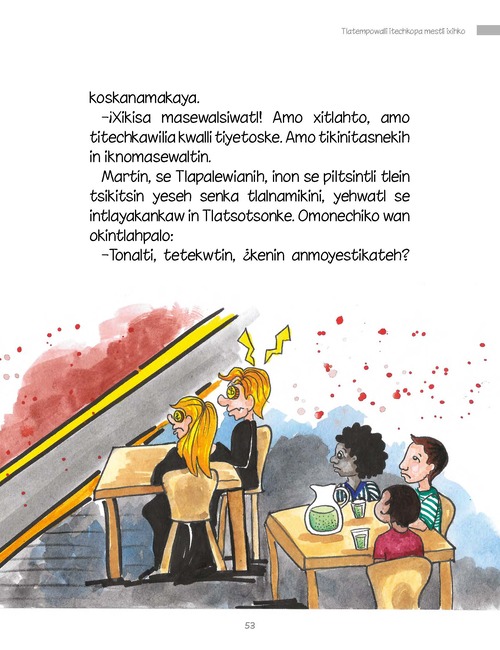 Tlatempowalli itechkopa mestli ixihko
koskanamakaya.
–¡Xikisa masewalsiwatl! Amo xitlahto, amo
titechkawilia kwalli tiyetoske. Amo tikinitasnekih
in iknomasewaltin.
Martín, se Tlapalewianih, inon se piltsintli tlein
tsikitsin yeseh senka tlalnamikini, yehwatl se
intlayakankaw in Tlatsotsonke. Omonechiko wan
okintlahpalo:
–Tonalti, tetekwtin, ¿kenin anmoyestikateh?
53